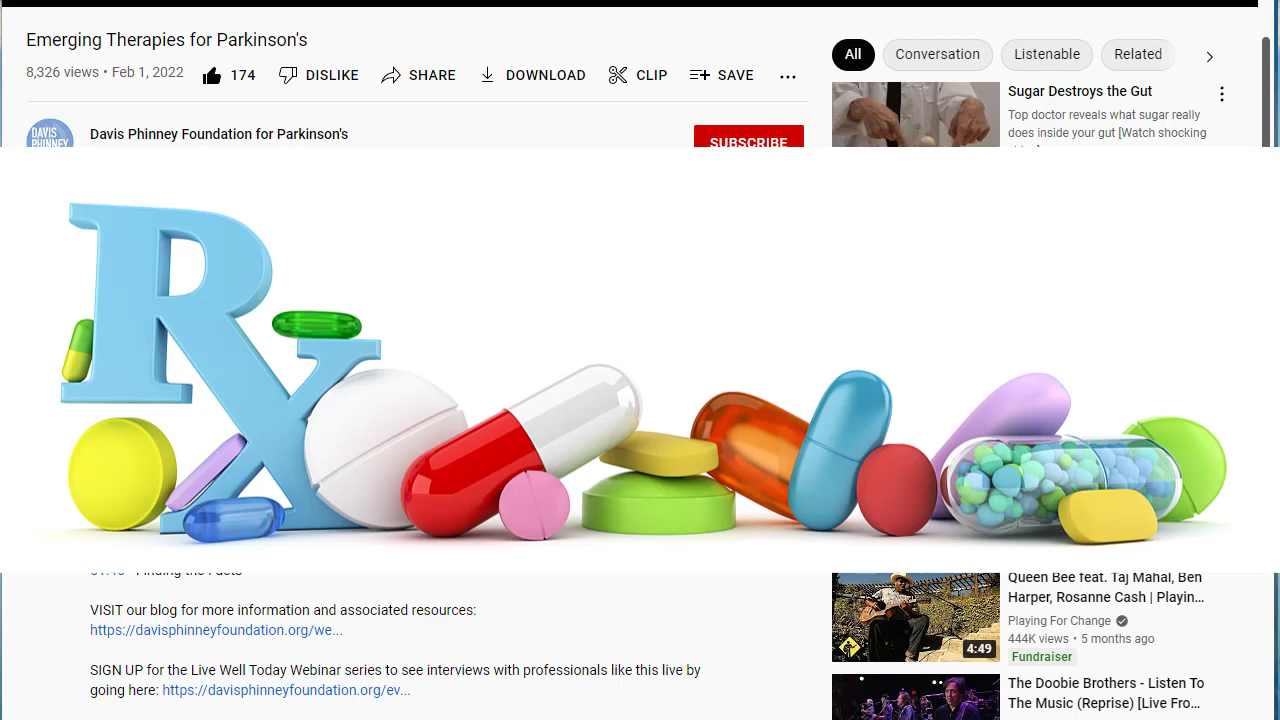 Emerging Therapies for Parkinson's
8,326 views • Feb 1, 2022
174
DISLIKE
SHARE
DOWNLOAD
CLIP
SAVE
All
Conversation
Listenable
Related
DAVIS
PHINNEY
Davis Phinney Foundation for Parkinson's
SUBSCRIBE
Sugar Destroys the Gut
Top doctor reveals what sugar really
does inside your gut [Watch shocking
Rx
VISIT our blog for more information and associated resources:
https://davisphinneyfoundation.org/we...
SIGN UP for the Live Well Today Webinar series to see interviews with professionals like this live by
going here: https://davisphinneyfoundation.org/ev...
Queen Bee feat. Taj Mahal, Ben
Harper, Rosanne Cash | Playin...
Playing For Change
444K views • 5 months ago
Fundraiser
4:49
The Doobie Brothers - Listen To
The Music (Reprise) [Live Fro...